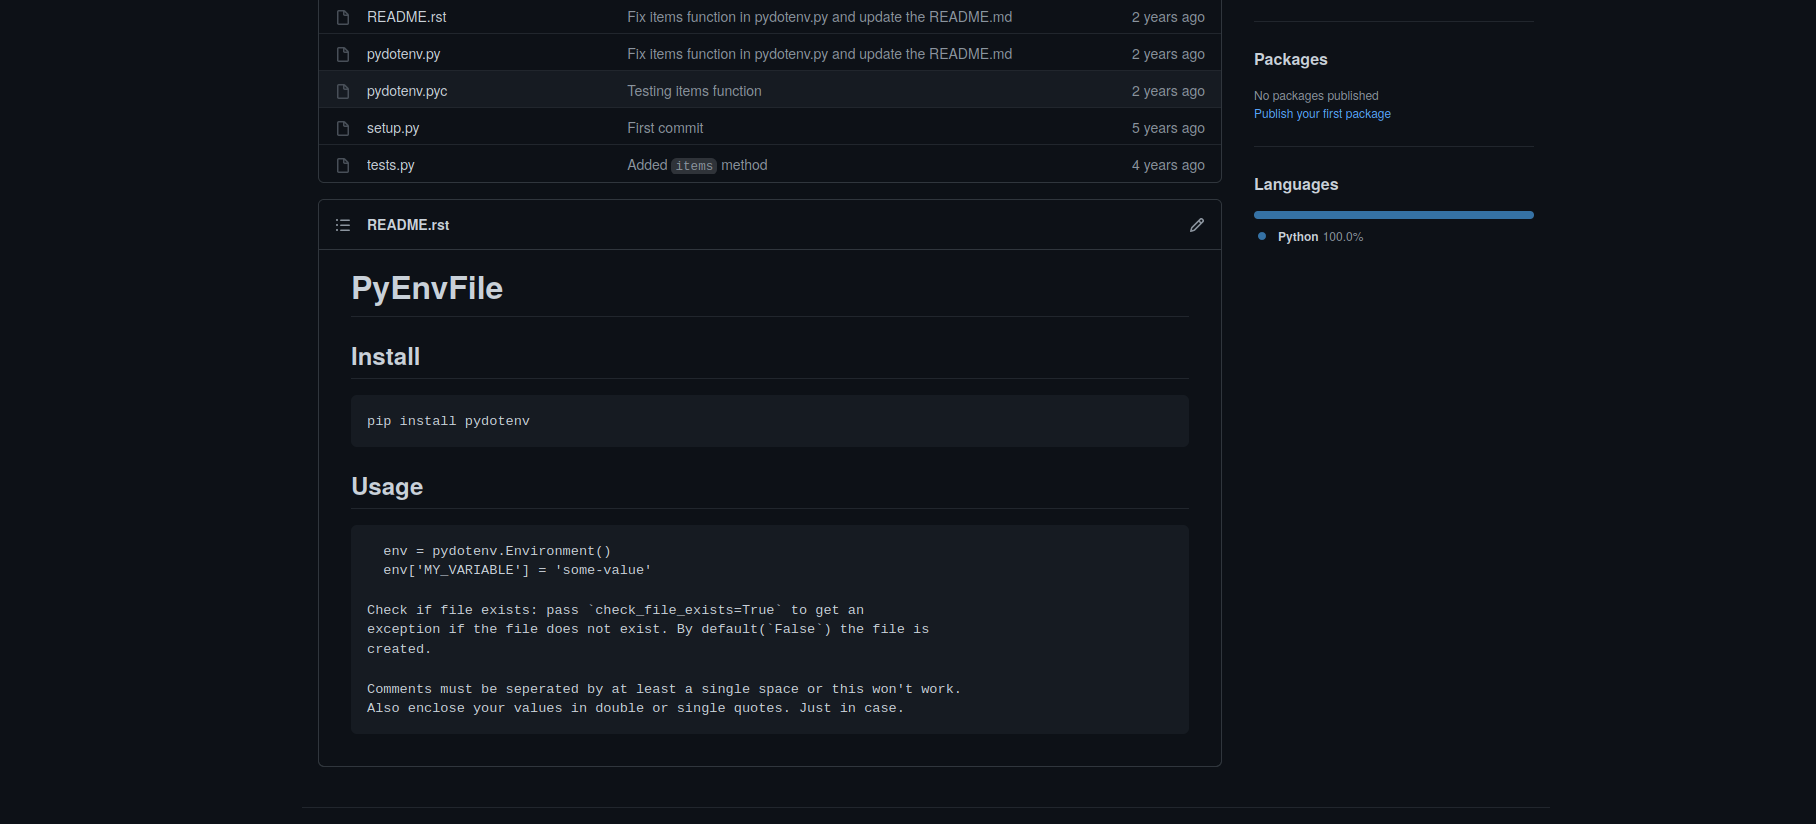 README.rst Fix items function in pydotenv.py and update the README.md 2 years ago
pydotenv.py Fix items function in pydotenv.py and update the README.md 2 years ago
pydotenv.pyc Testing items function 2 years ago
setup.py First commit 5 years ago
tests.py Added items method 4 years ago
README.rst
PyEnvFile
Install
pip install pydotenv
Usage
env = pydotenv.Environment()
env['MY_VARIABLE'] = 'some-value'
Check if file exists: pass `check_file_exists=True` to get an
exception if the file does not exist. By default(`False`) the file is
created.
Comments must be seperated by at least a single space or this won't work.
Also enclose your values in double or single quotes. Just in case.
Packages
No packages published
Publish your first package
Languages
Python 100.0%